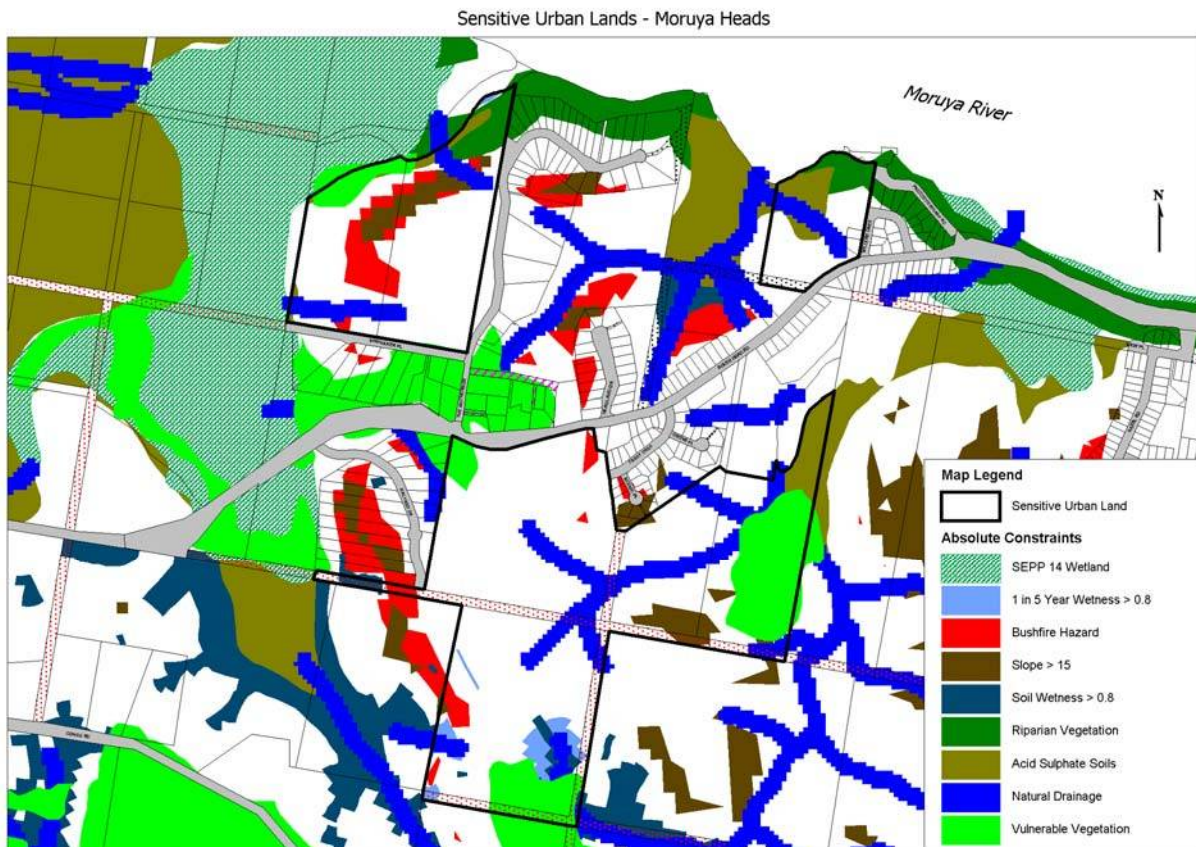 Sensitive Urban Lands - Moruya Heads
Moruya River
N
Map Legend
Sensitive Urban Land
Absolute Constraints
SEPP 14 Wetland
1 in 5 Year Wetness > 0.8
Bushfire Hazard
Slope > 15
Soil Wetness > 0.8
Riparian Vegetation
Acid Sulphate Soils
Natural Drainage
Vulnerable Vegetation